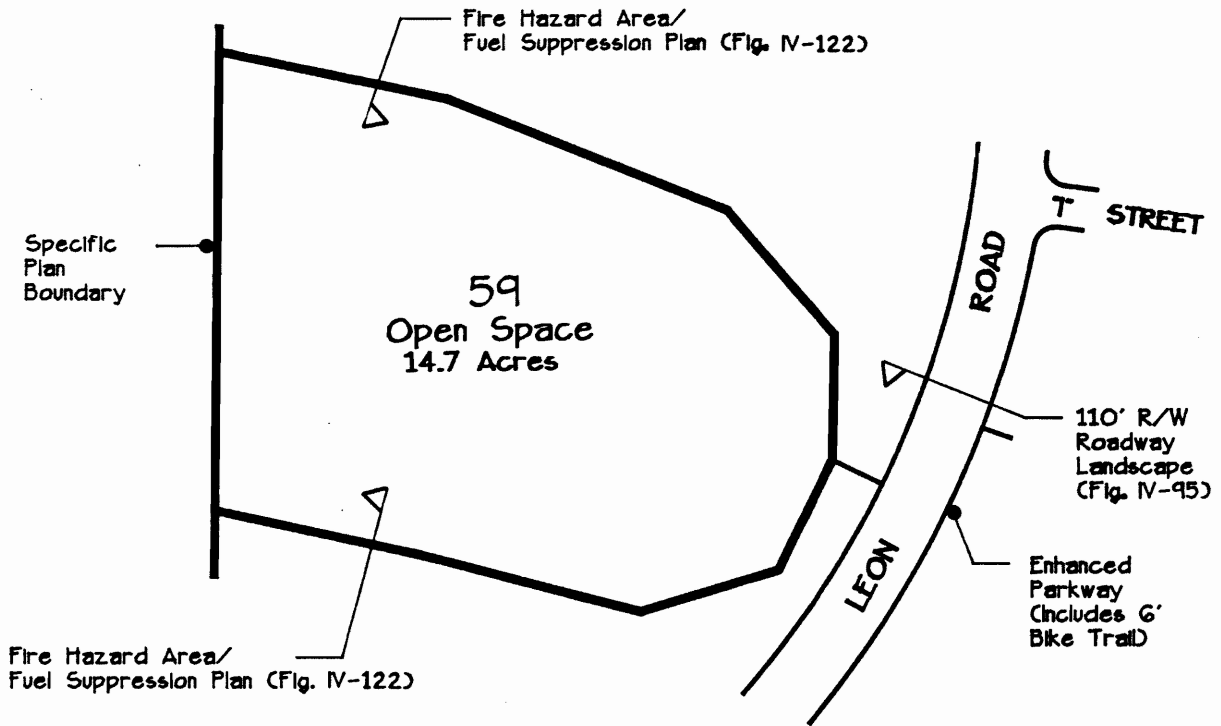 Fire Hazard Area/
Fuel Suppression Plan (Fig. IV-122)
Specific
Plan
Boundary
59
Open Space
14.7 Acres
ROAD
"T" STREET
110' R/W
Roadway
Landscape
(Fig. IV-95)
LEON
Enhanced
Parkway
(Includes 6'
Bike Trail)
Fire Hazard Area/
Fuel Suppression Plan (Fig. IV-122)